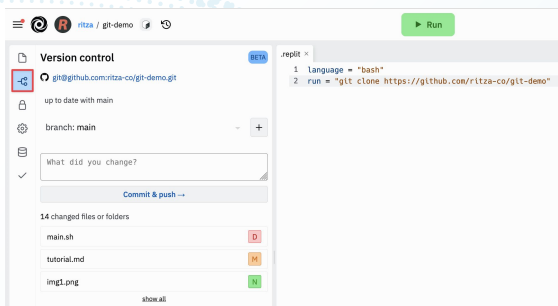 R ritza / git-demo
Run
Version control
BETA
git@github.com:ritza-co/git-demo.git
up to date with main
branch: main
+
What did you change?
Commit & push →
14 changed files or folders
main.sh D
tutorial.md M
img1.png N
show all
.replit ×
1 language = "bash"
2 run = "git clone https://github.com/ritza-co/git-demo"